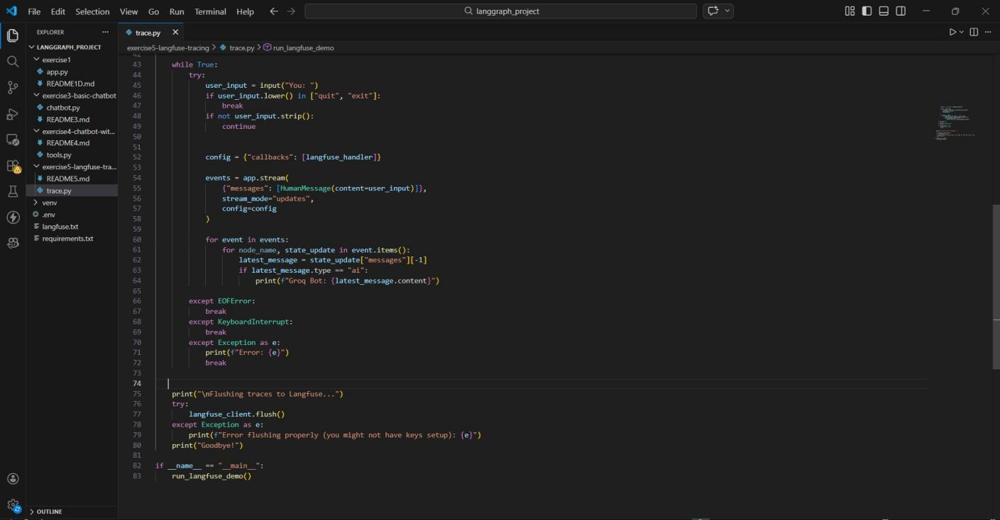 File Edit Selection View Go Run Terminal Help
langgraph_project
EXPLORER
LANGGRAPH_PROJECT
exercise1
app.py
README1D.md
exercise3-basic-chatbot
chatbot.py
README3.md
exercise4-chatbot-wit...
README4.md
tools.py
exercise5-langfuse-tra...
README5.md
trace.py
venv
.env
langfuse.txt
requirements.txt
OUTLINE
trace.py
exercise5-langfuse-tracing > trace.py > run_langfuse_demo
42
43 while True:
44 try:
45 user_input = input("You: ")
46 if user_input.lower() in ["quit", "exit"]:
47 break
48 if not user_input.strip():
49 continue
50
51
52 config = {"callbacks": [langfuse_handler]}
53
54 events = app.stream(
55 {"messages": [HumanMessage(content=user_input)]},
56 stream_mode="updates",
57 config=config
58 )
59
60 for event in events:
61 for node_name, state_update in event.items():
62 latest_message = state_update["messages"][-1]
63 if latest_message.type == "ai":
64 print(f"Groq Bot: {latest_message.content}")
65
66 except EOFError:
67 break
68 except KeyboardInterrupt:
69 break
70 except Exception as e:
71 print(f"Error: {e}")
72 break
73
74
75 print("\nFlushing traces to Langfuse...")
76 try:
77 langfuse_client.flush()
78 except Exception as e:
79 print(f"Error flushing properly (you might not have keys setup): {e}")
80 print("Goodbye!")
81
82 if __name__ == "__main__":
83 run_langfuse_demo()